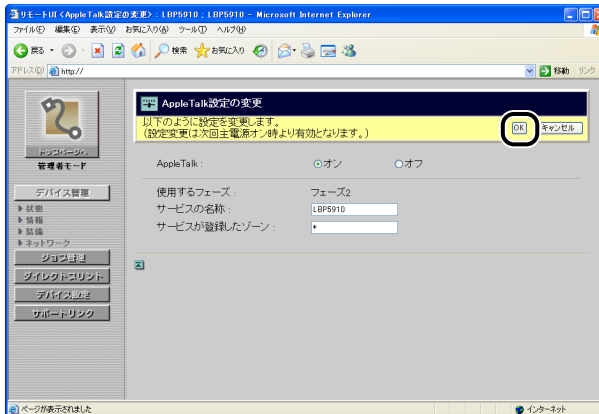 リモートUI <AppleTalk設定の変更> : LBP5910 ; LBP5910 - Microsoft Internet Explorer
ファイル(F) 編集(E) 表示(V) お気に入り(A) ツール(T) ヘルプ(H)
戻る 検索 お気に入り
アドレス(D) http:// 移動 リンク
AppleTalk設定の変更
以下のように設定を変更します。
(設定変更は次回主電源オン時より有効となります。)
OK キャンセル
トップページへ
管理者モード
AppleTalk : オン オフ
使用するフェーズ : フェーズ2
サービスの名称 : LBP5910
サービスが登録したゾーン : *
デバイス管理
状態
情報
装備
ネットワーク
ジョブ管理
ダイレクトプリント
デバイス設定
サポートリンク
ページが表示されました インターネット